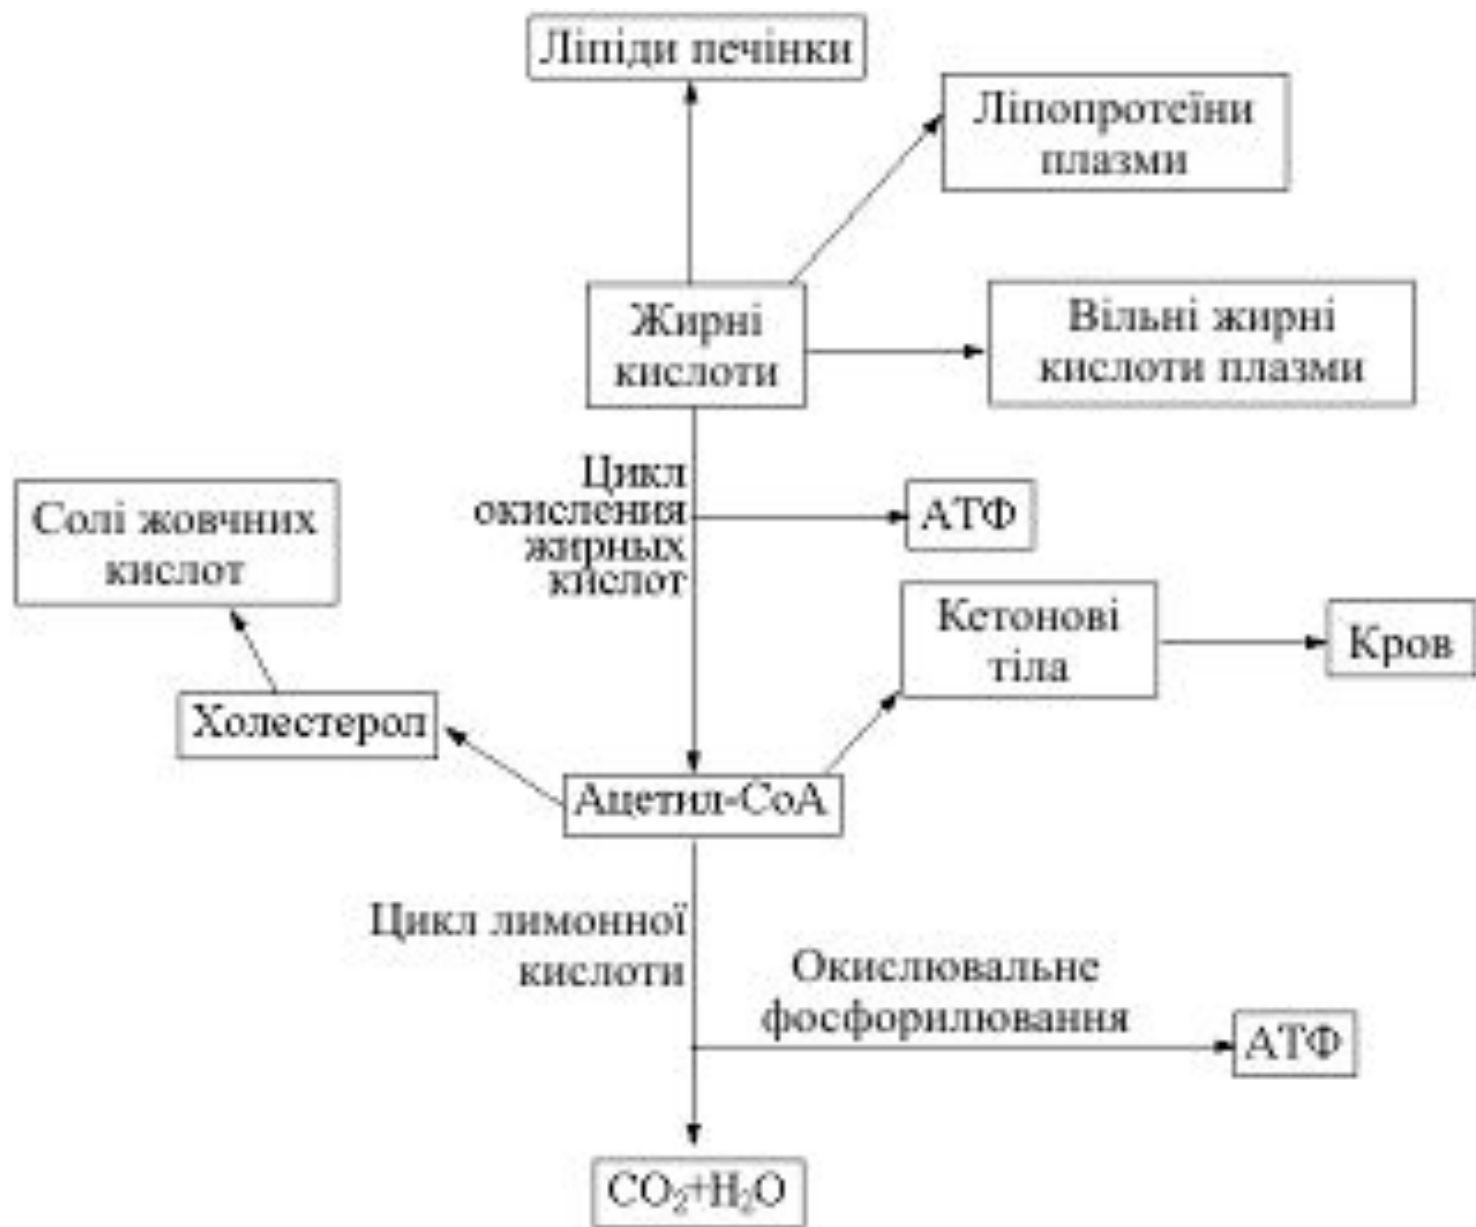 Ліпіди печінки
Ліпопротеїни
плазми
Жирні
кислоти
Вільні жирні
кислоти плазми
Цикл
окисления
жирных
кислот
АТФ
Солі жовчних
кислот
Кетонові
тіла
Кров
Холестерол
Ацетил-СоА
Цикл лимонної
кислоти
Окислювальне
фосфорилювання
АТФ
CO₂+H₂O